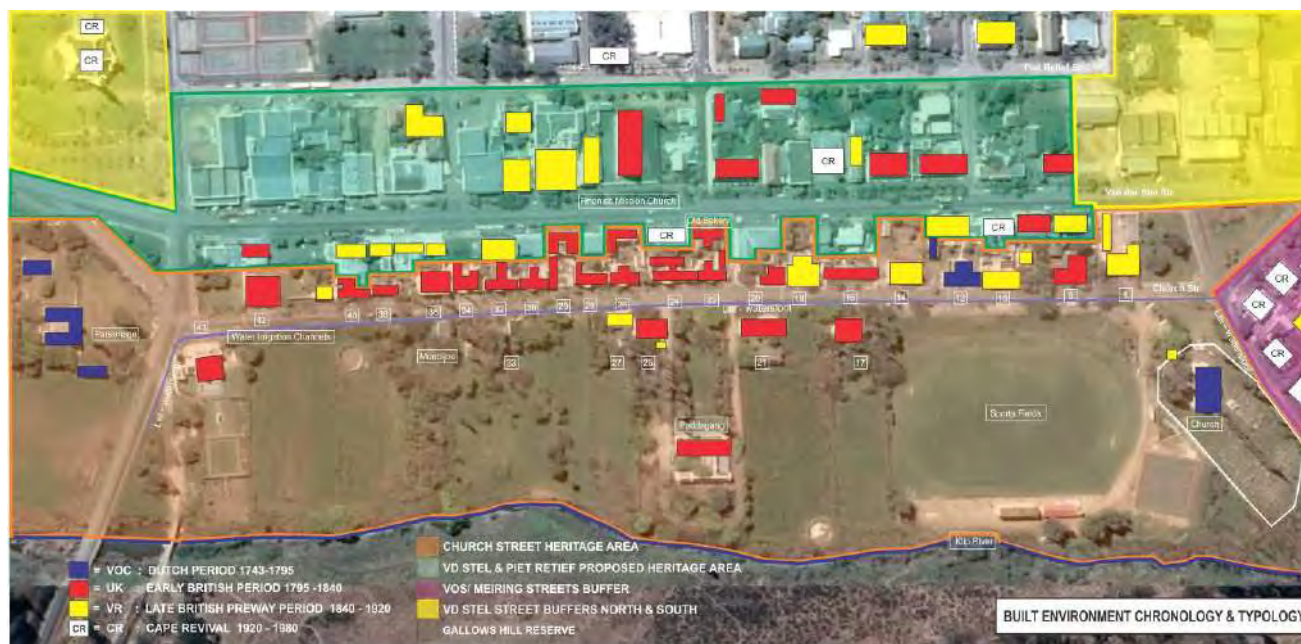 CR
CR
CR
CR
Rhenish Mission Church
Van der Stel Str
Old Bakery
CR
CR
Church Str
Parsonage
43
42
40
38
36
34
32
30
29
28
26
24
22
20
18
16
14
12
10
6
Water Irrigation Channels
Monokoe
33
27
25
21
17
CR
CR
CR
Paddagang
Sports Fields
Church
Klip River
= VOC : DUTCH PERIOD 1743-1795
= UK : EARLY BRITISH PERIOD 1795 -1840
= VR : LATE BRITISH PREWAY PERIOD 1840 - 1920
CR = CR : CAPE REVIVAL 1920 - 1980
CHURCH STREET HERITAGE AREA
VD STEL & PIET RETIEF PROPOSED HERITAGE AREA
VOS/ MEIRING STREETS BUFFER
VD STEL STREET BUFFERS NORTH & SOUTH
GALLOWS HILL RESERVE
BUILT ENVIRONMENT CHRONOLOGY & TYPOLOGY